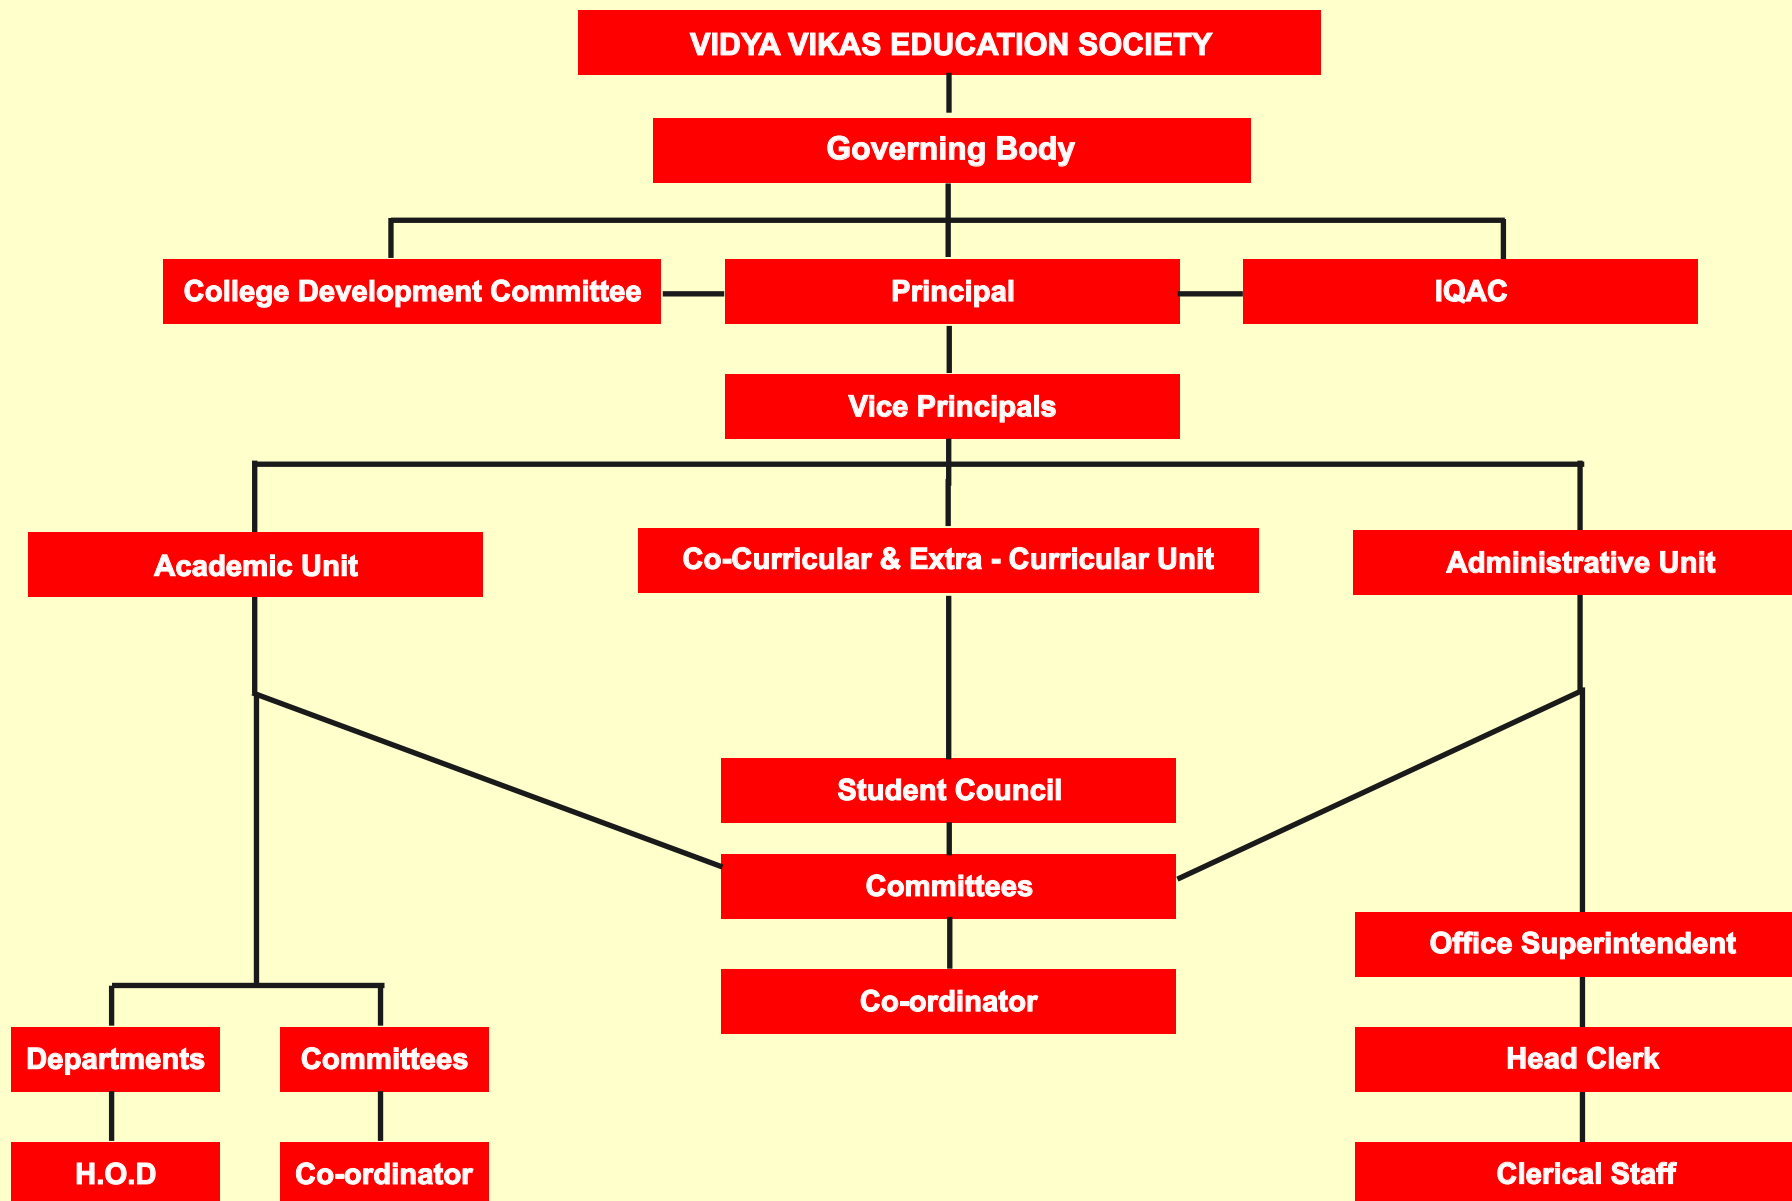 VIDYA VIKAS EDUCATION SOCIETY
Governing Body
College Development Committee
Principal
IQAC
Vice Principals
Academic Unit
Co-Curricular & Extra - Curricular Unit
Administrative Unit
Student Council
Committees
Office Superintendent
Co-ordinator
Departments
Committees
Head Clerk
H.O.D
Co-ordinator
Clerical Staff